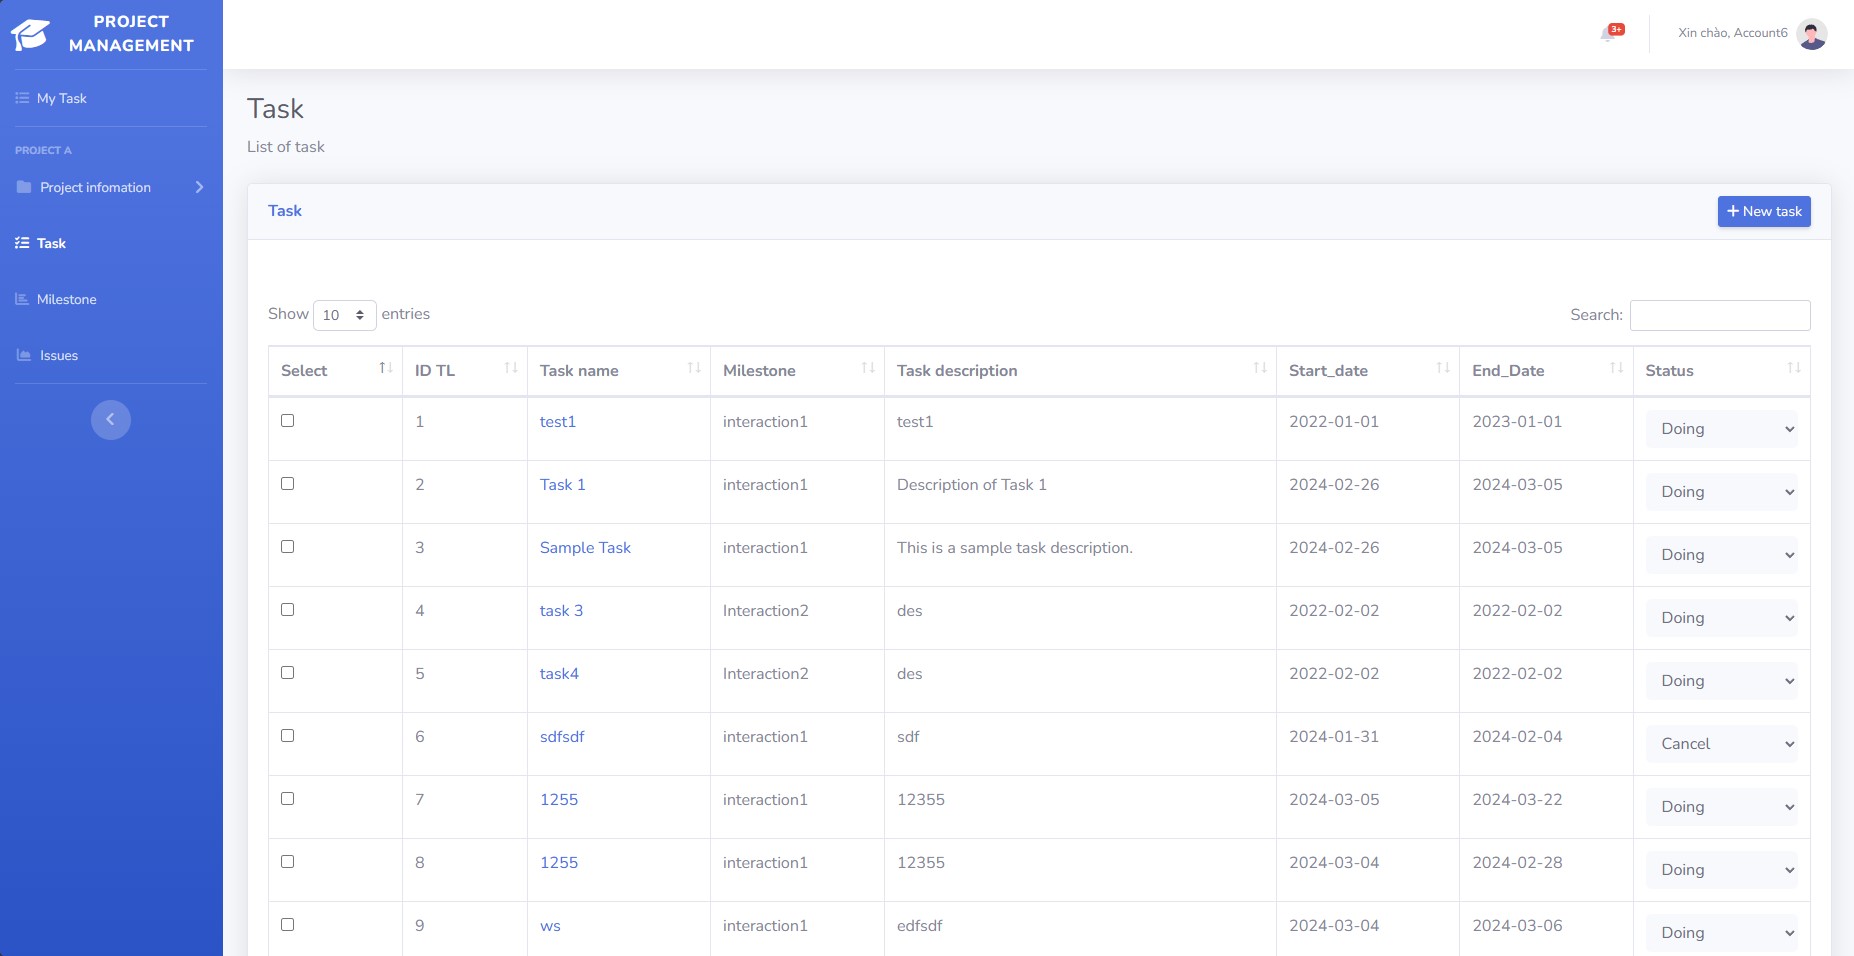 PROJECT
MANAGEMENT
3+
Xin chào, Account6
My Task
PROJECT A
Project infomation
Task
Milestone
Issues
Task
List of task
Task
New task
Show 10 entries
Search:
Select ID TL Task name Milestone Task description Start_date End_Date Status
1 test1 interaction1 test1 2022-01-01 2023-01-01 Doing
2 Task 1 interaction1 Description of Task 1 2024-02-26 2024-03-05 Doing
3 Sample Task interaction1 This is a sample task description. 2024-02-26 2024-03-05 Doing
4 task 3 Interaction2 des 2022-02-02 2022-02-02 Doing
5 task4 Interaction2 des 2022-02-02 2022-02-02 Doing
6 sdfsdf interaction1 sdf 2024-01-31 2024-02-04 Cancel
7 1255 interaction1 12355 2024-03-05 2024-03-22 Doing
8 1255 interaction1 12355 2024-03-04 2024-02-28 Doing
9 ws interaction1 edfsdf 2024-03-04 2024-03-06 Doing